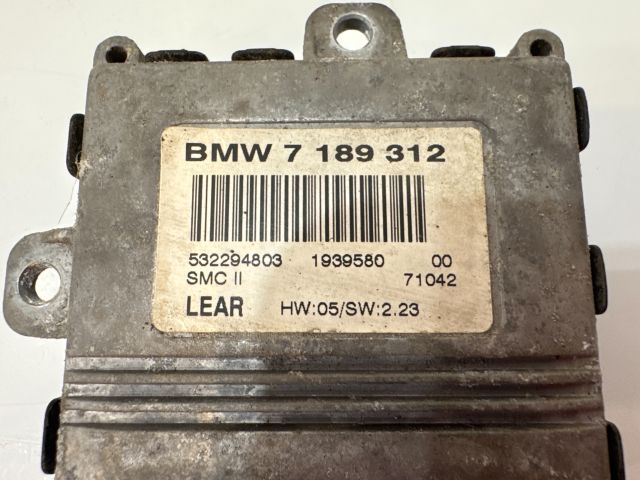 BMW 7 189 312
532294803 1939580 00
SMC II 71042
LEAR HW:05/SW:2.23